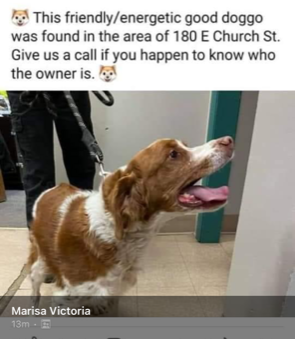 🐶 This friendly/energetic good doggo
was found in the area of 180 E Church St.
Give us a call if you happen to know who
the owner is. 🐶
Marisa Victoria
13m